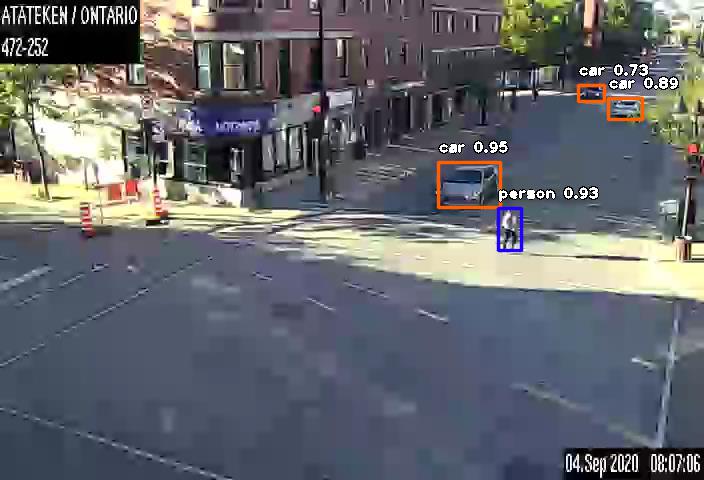 ATATEKEN / ONTARIO
472-252
car 0.73
car 0.89
car 0.95
person 0.93
04.Sep 2020 08:07:06